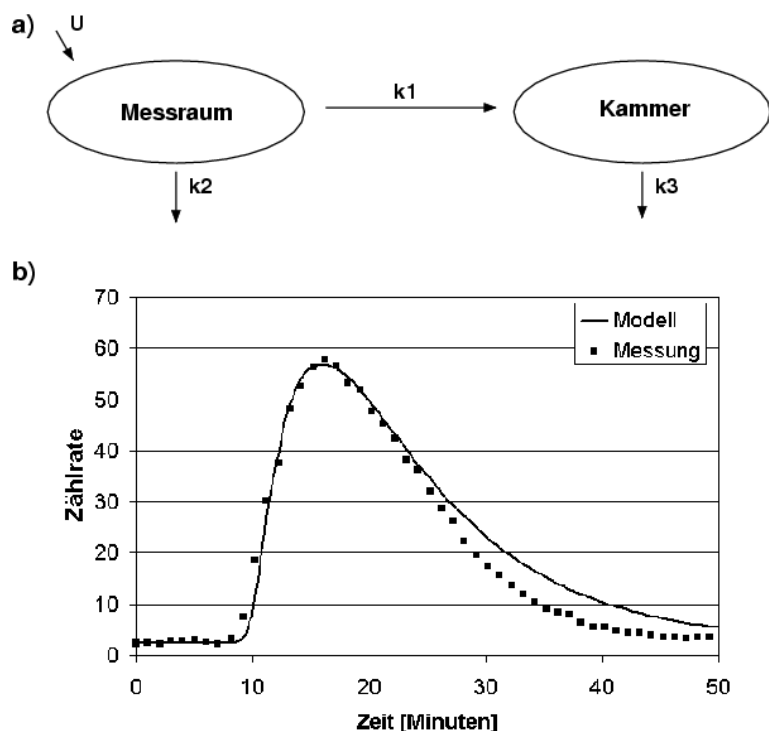 a)
U
Messraum
k1
Kammer
k2
k3
b)
Zählrate
70
60
50
40
30
20
10
0
Modell
Messung
0 10 20 30 40 50
Zeit [Minuten]